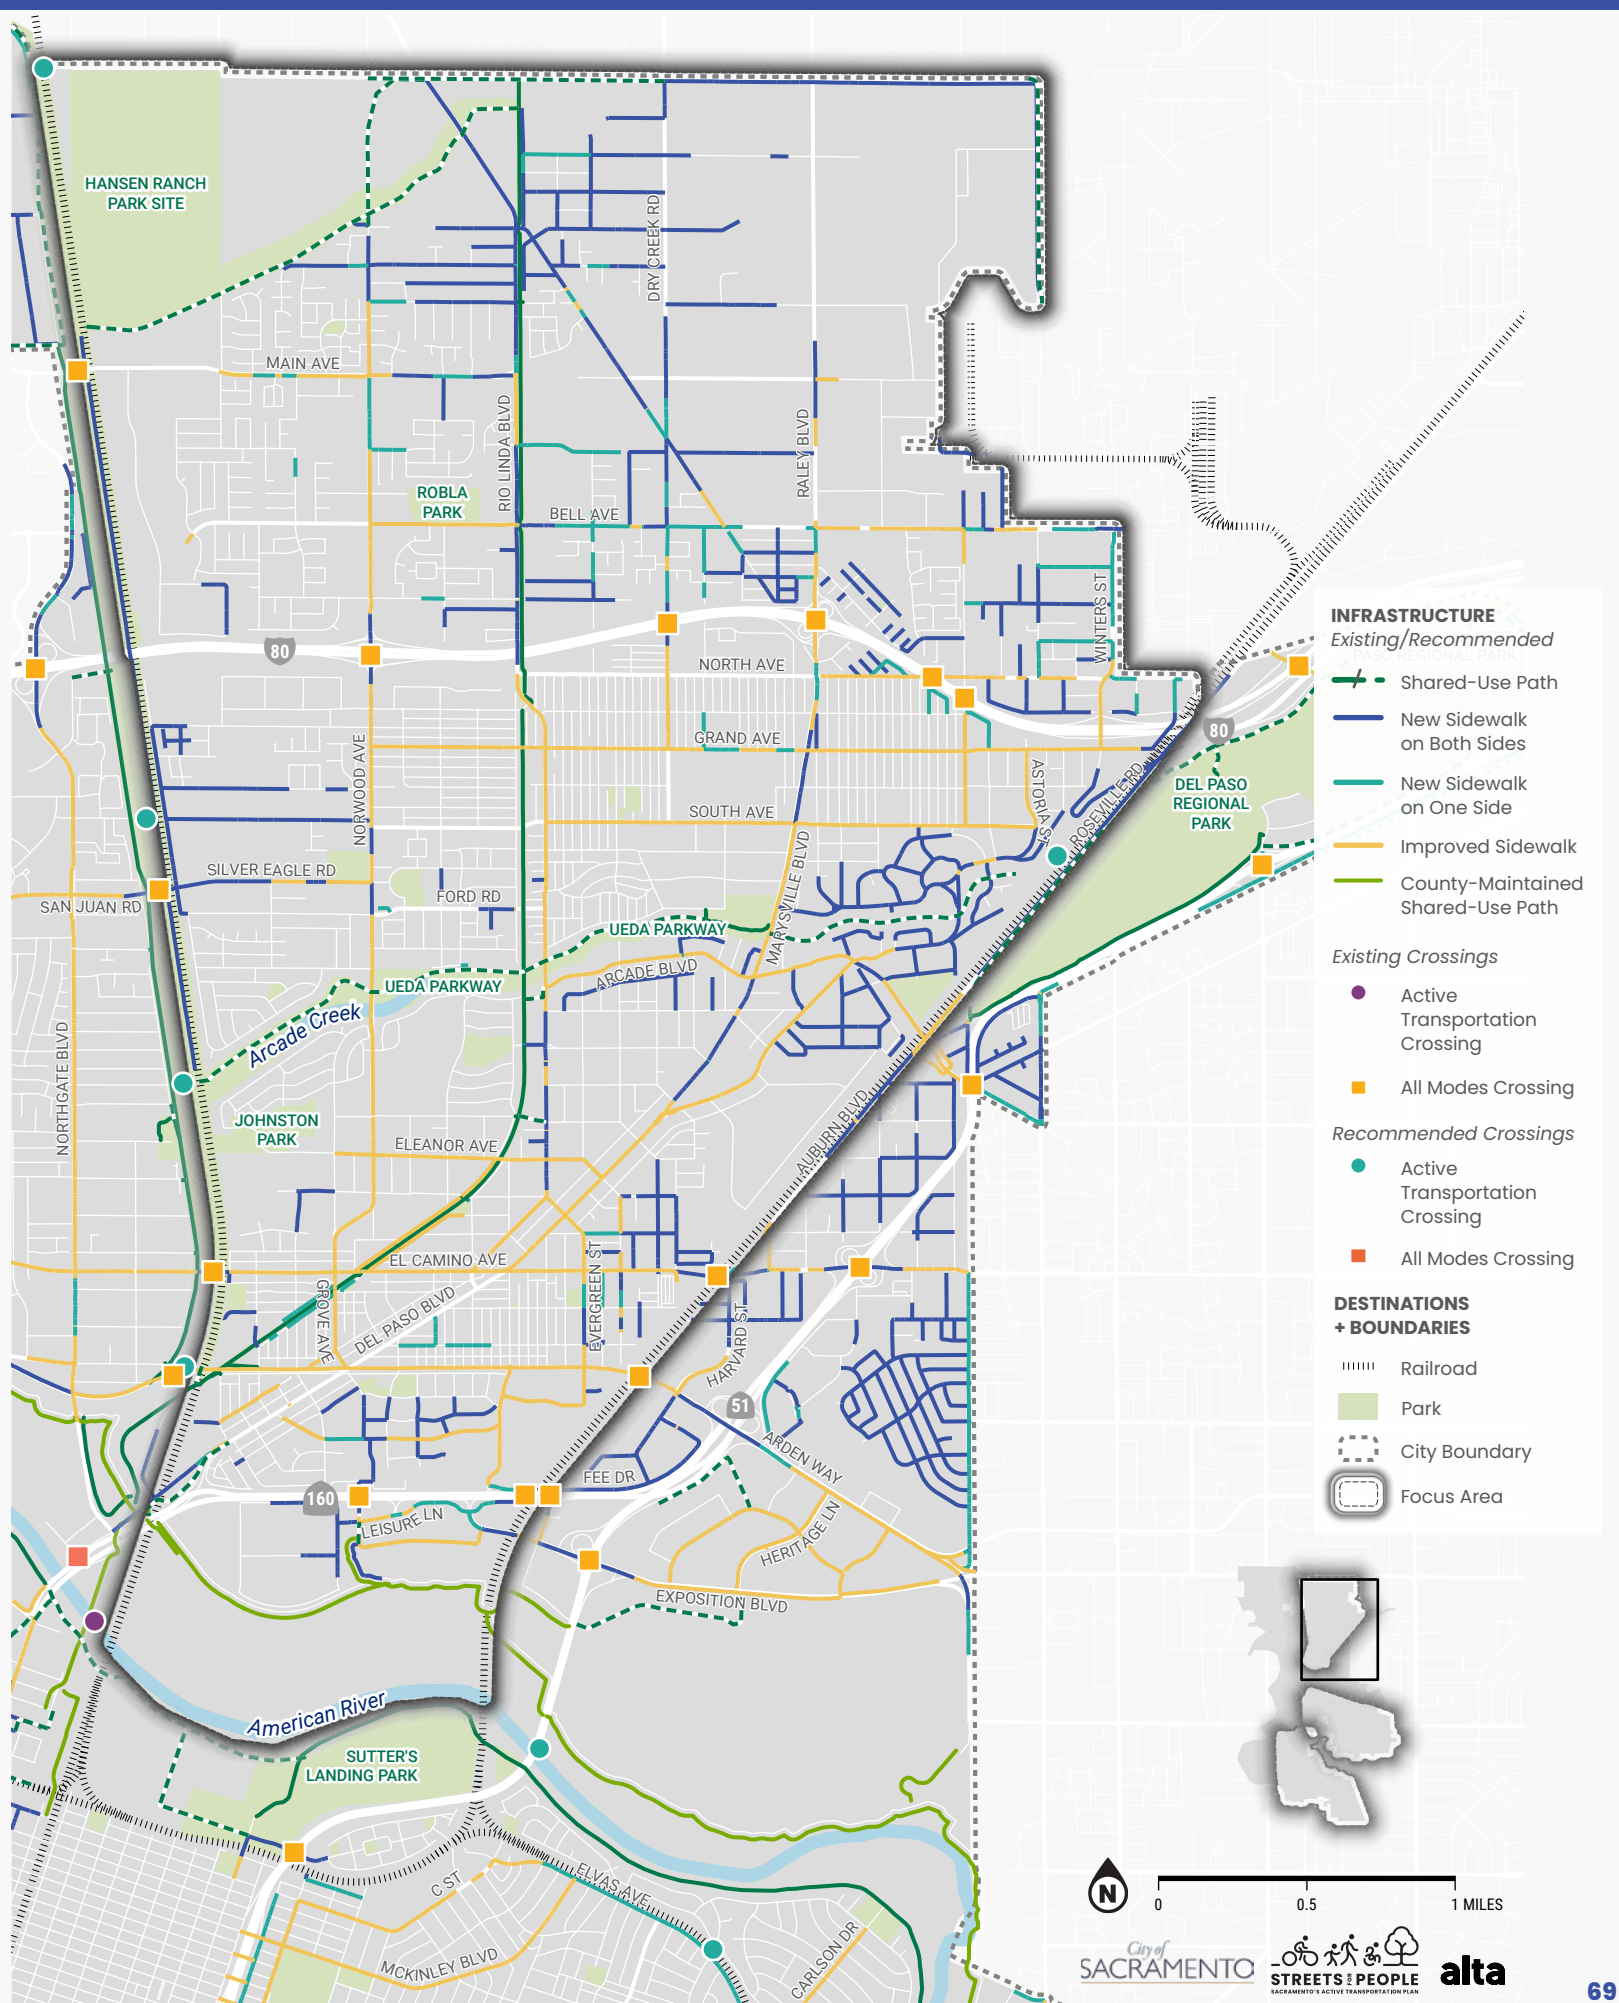 HANSEN RANCH
PARK SITE
DRY CREEK RD
MAIN AVE
RIO LINDA BLVD
RALEY BLVD
ROBLA
PARK
BELL AVE
WINTERS ST
80
NORTH AVE
GRAND AVE
80
NORWOOD AVE
ASTORIA ST
ROSEVILLE RD
DEL PASO
REGIONAL
PARK
SOUTH AVE
MARYSVILLE BLVD
SILVER EAGLE RD
FORD RD
SAN JUAN RD
UEDA PARKWAY
ARCADE BLVD
UEDA PARKWAY
Arcade Creek
NORTHGATE BLVD
JOHNSTON
PARK
AUBURN BLVD
ELEANOR AVE
EL CAMINO AVE
EVERGREEN ST
GROVE AVE
DEL PASO BLVD
HARVARD ST
51
ARDEN WAY
FEE DR
160
LEISURE LN
HERITAGE LN
EXPOSITION BLVD
American River
SUTTER'S
LANDING PARK
C ST
ELVAS AVE
MCKINLEY BLVD
CARLSON DR
INFRASTRUCTURE
Existing/Recommended
PASO REGIONAL PARK
Shared-Use Path
New Sidewalk
on Both Sides
New Sidewalk
on One Side
Improved Sidewalk
County-Maintained
Shared-Use Path
Existing Crossings
Active
Transportation
Crossing
All Modes Crossing
Recommended Crossings
Active
Transportation
Crossing
All Modes Crossing
DESTINATIONS
+ BOUNDARIES
Railroad
Park
City Boundary
Focus Area
N
0 0.5 1 MILES
City of
SACRAMENTO
STREETS FOR PEOPLE
SACRAMENTO'S ACTIVE TRANSPORTATION PLAN
alta
69